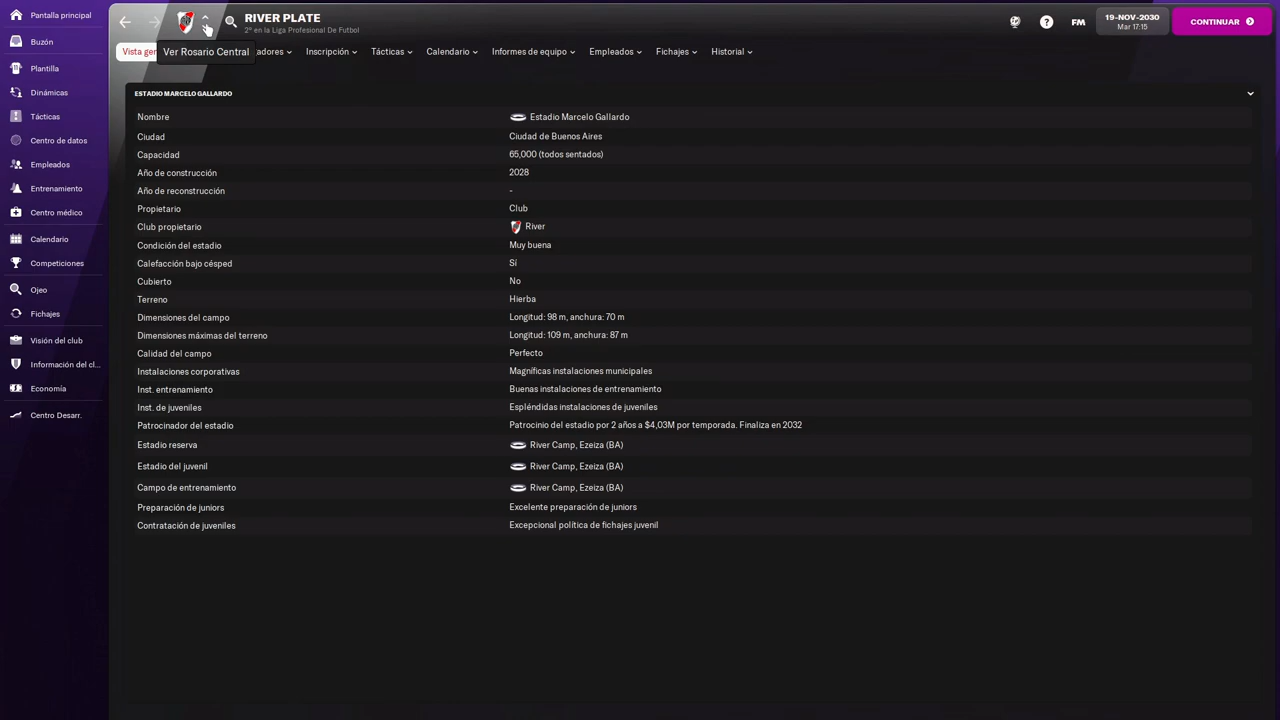 Pantalla principal
Buzón
Plantilla
Dinámicas
Tácticas
Centro de datos
Empleados
Entrenamiento
Centro médico
Calendario
Competiciones
Ojeo
Fichajes
Visión del club
Información del cl...
Economía
Centro Desarr.
RIVER PLATE
2º en la Liga Profesional De Futbol
FM
19-NOV-2030
Mar 17:15
CONTINUAR
Ver Rosario Central
Vista gen
adores
Inscripción
Tácticas
Calendario
Informes de equipo
Empleados
Fichajes
Historial
ESTADIO MARCELO GALLARDO
Nombre Estadio Marcelo Gallardo
Ciudad Ciudad de Buenos Aires
Capacidad 65,000 (todos sentados)
Año de construcción 2028
Año de reconstrucción -
Propietario Club
Club propietario River
Condición del estadio Muy buena
Calefacción bajo césped Sí
Cubierto No
Terreno Hierba
Dimensiones del campo Longitud: 98 m, anchura: 70 m
Dimensiones máximas del terreno Longitud: 109 m, anchura: 87 m
Calidad del campo Perfecto
Instalaciones corporativas Magníficas instalaciones municipales
Inst. entrenamiento Buenas instalaciones de entrenamiento
Inst. de juveniles Espléndidas instalaciones de juveniles
Patrocinador del estadio Patrocinio del estadio por 2 años a $4,03M por temporada. Finaliza en 2032
Estadio reserva River Camp, Ezeiza (BA)
Estadio del juvenil River Camp, Ezeiza (BA)
Campo de entrenamiento River Camp, Ezeiza (BA)
Preparación de juniors Excelente preparación de juniors
Contratación de juveniles Excepcional política de fichajes juvenil